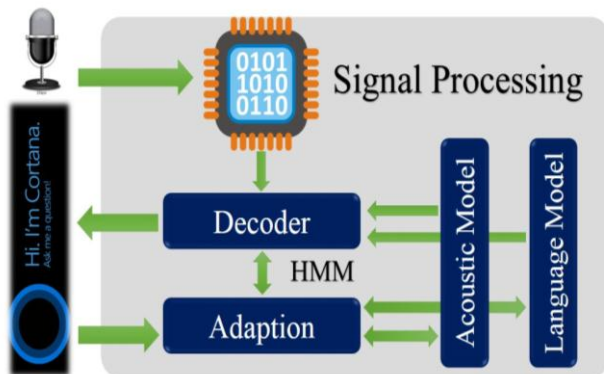 0101
1010
0110
Signal Processing
Hi. I'm Cortana.
Ask me a question!
Decoder
HMM
Adaption
Acoustic Model
Language Model